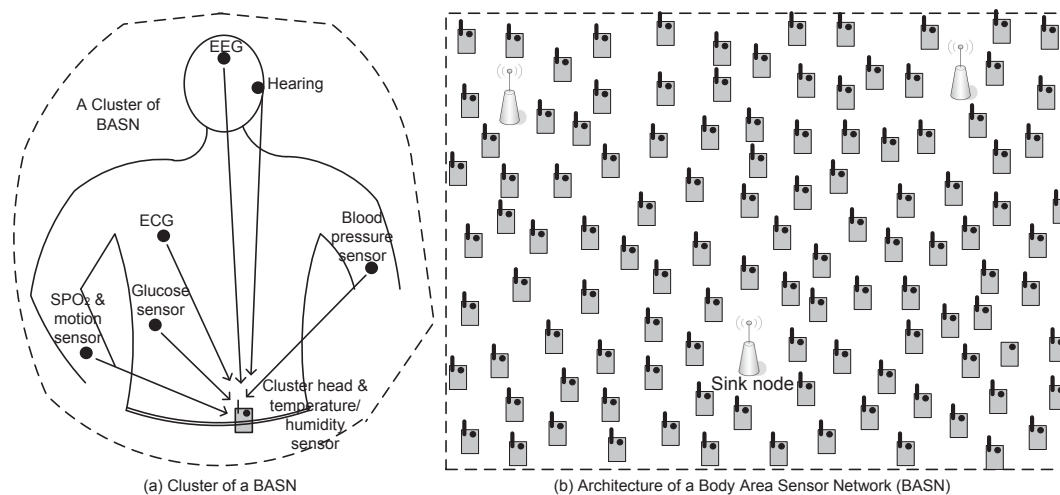 EEG
Hearing
A Cluster of
BASN
ECG
Blood
pressure
sensor
Glucose
sensor
SPO₂ &
motion
sensor
Cluster head &
temperature/
humidity
sensor
(a) Cluster of a BASN
Sink node
(b) Architecture of a Body Area Sensor Network (BASN)